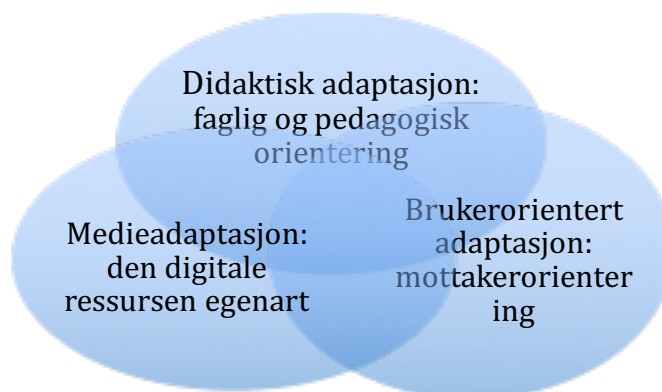 Didaktisk adaptasjon:
faglig og pedagogisk
orientering
Medieadaptasjon:
den digitale
ressursen egenart
Brukerorientert
adaptasjon:
mottakerorienter
ing